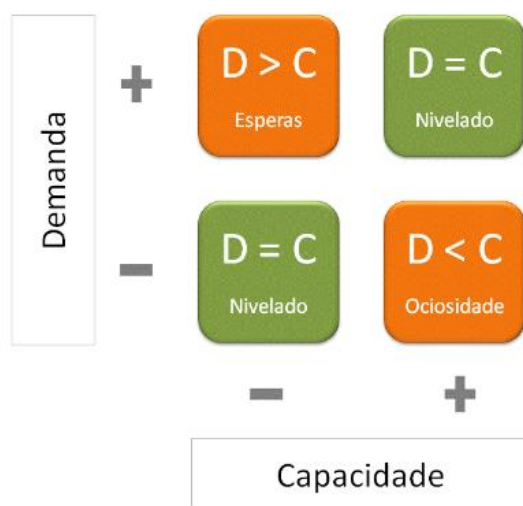 Demanda
+
D > C
Esperas
D = C
Nivelado
−
D = C
Nivelado
D < C
Ociosidade
−
+
Capacidade